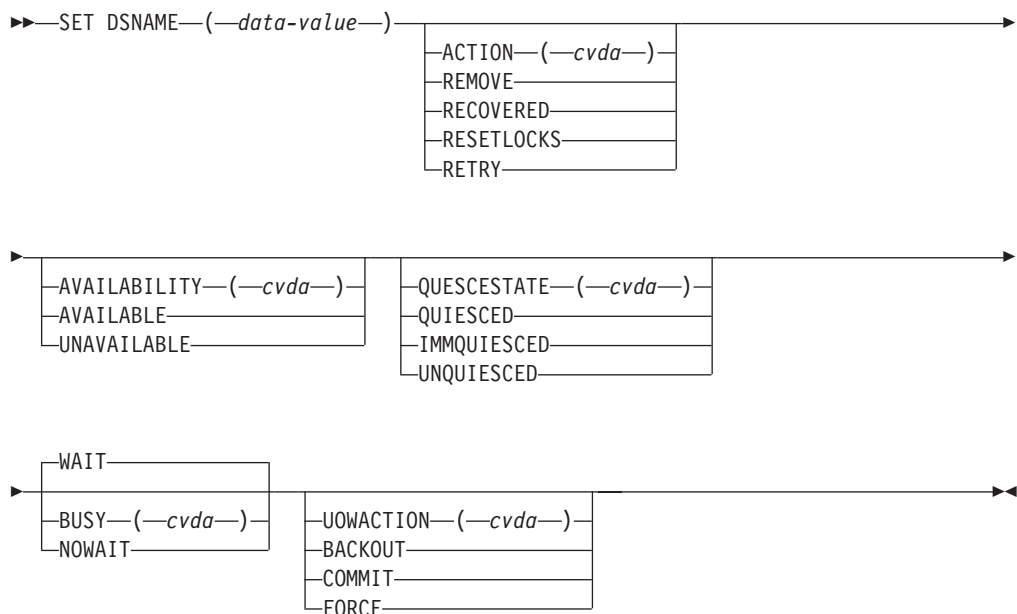 SET DSNAME ( data-value )
ACTION ( cvda )
REMOVE
RECOVERED
RESETLOCKS
RETRY
AVAILABILITY ( cvda )
AVAILABLE
UNAVAILABLE
QUESCESTATE ( cvda )
QUIESCED
IMMQUIESCED
UNQUIESCED
WAIT
BUSY ( cvda )
NOWAIT
UOWACTION ( cvda )
BACKOUT
COMMIT
FORCE